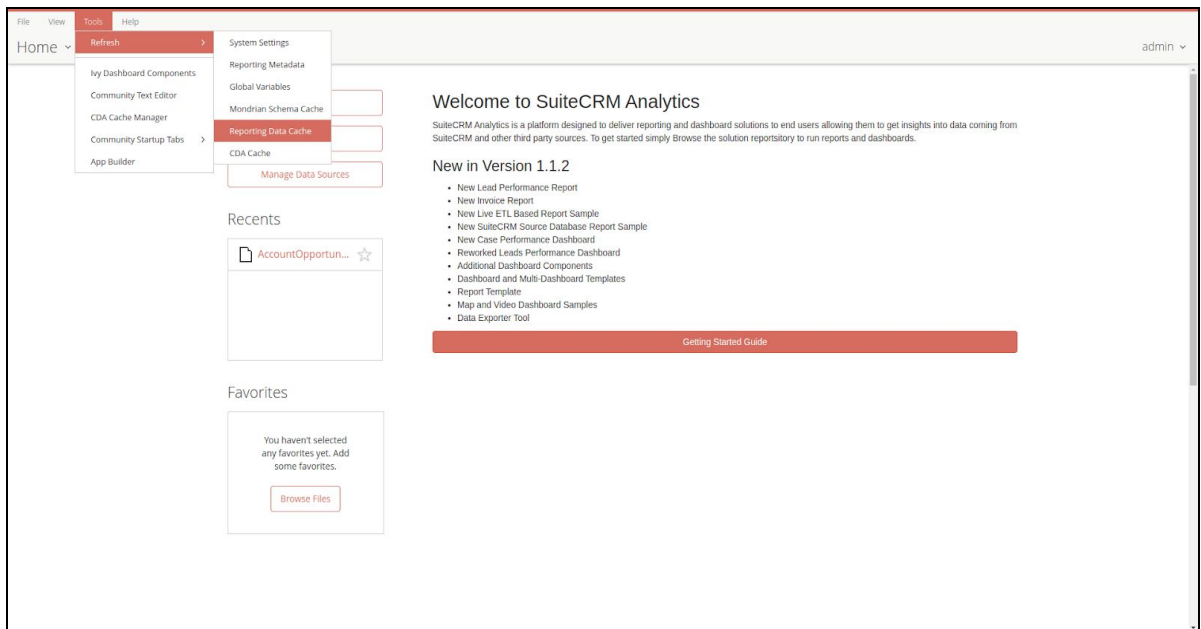 File View Tools Help
Home
admin
Refresh
Ivy Dashboard Components
Community Text Editor
CDA Cache Manager
Community Startup Tabs
App Builder
System Settings
Reporting Metadata
Global Variables
Mondrian Schema Cache
Reporting Data Cache
CDA Cache
Manage Data Sources
Recents
AccountOpportun...
Favorites
You haven't selected
any favorites yet. Add
some favorites.
Browse Files
Welcome to SuiteCRM Analytics
SuiteCRM Analytics is a platform designed to deliver reporting and dashboard solutions to end users allowing them to get insights into data coming from
SuiteCRM and other third party sources. To get started simply Browse the solution reportsitory to run reports and dashboards.
New in Version 1.1.2
• New Lead Performance Report
• New Invoice Report
• New Live ETL Based Report Sample
• New SuiteCRM Source Database Report Sample
• New Case Performance Dashboard
• Reworked Leads Performance Dashboard
• Additional Dashboard Components
• Dashboard and Multi-Dashboard Templates
• Report Template
• Map and Video Dashboard Samples
• Data Exporter Tool
Getting Started Guide